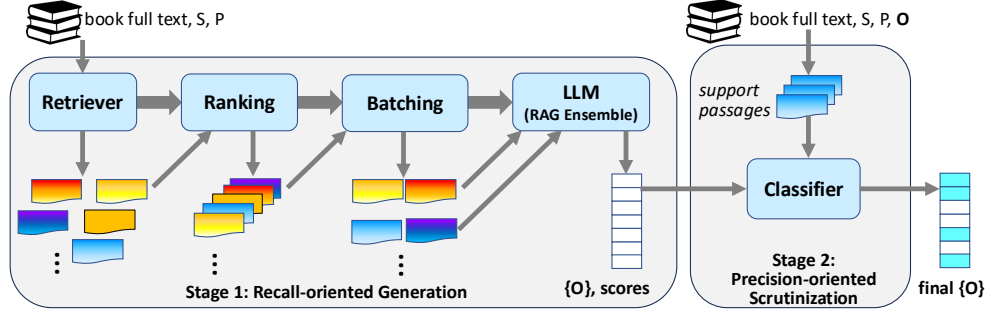 book full text, S, P
book full text, S, P, O
Retriever
Ranking
Batching
LLM
(RAG Ensemble)
support
passages
Classifier
Stage 1: Recall-oriented Generation
{O}, scores
Stage 2:
Precision-oriented
Scrutinization
final {O}